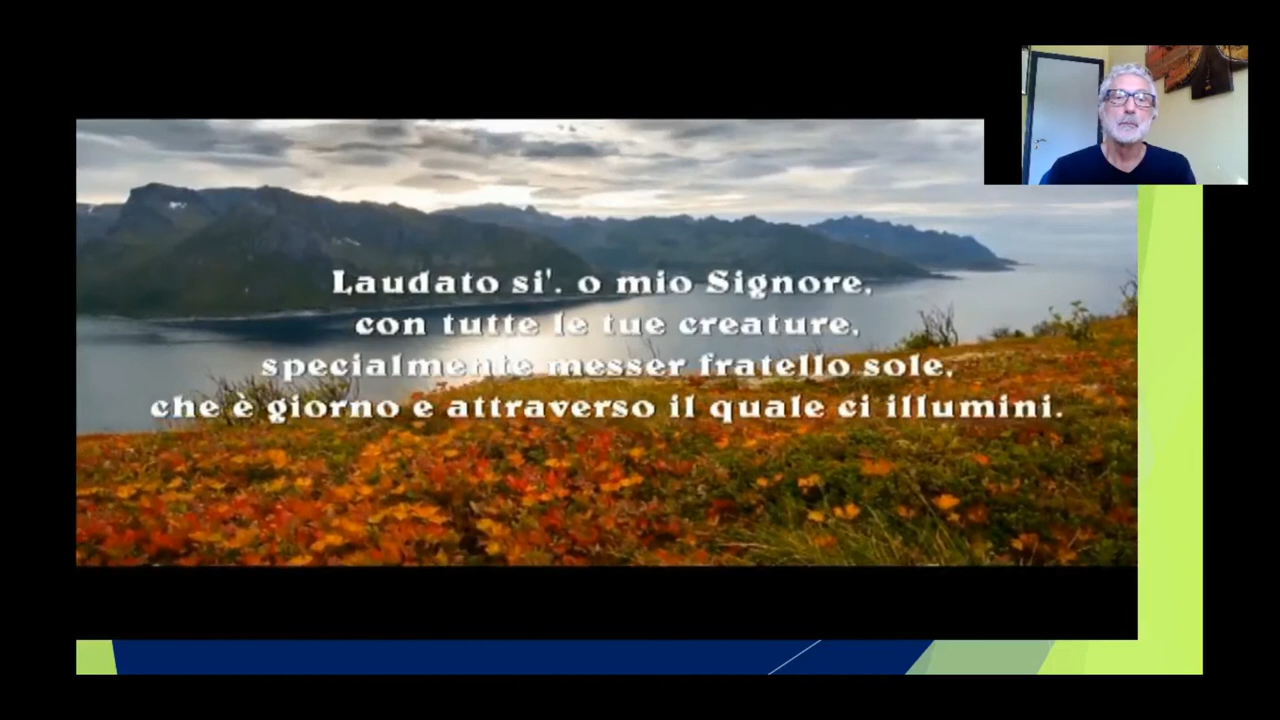 Laudato si'. o mio Signore,
con tutte le tue creature,
specialmente messer fratello sole,
che è giorno e attraverso il quale ci illumini.